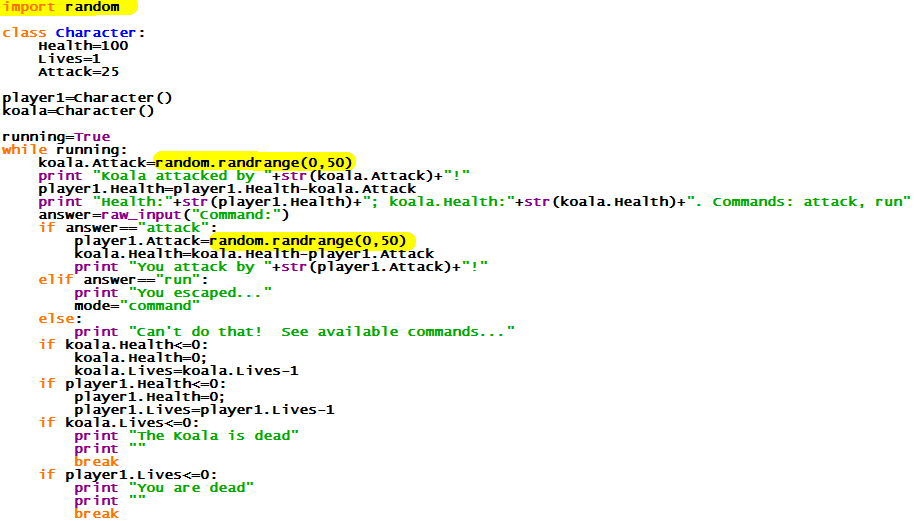 import random
class Character:
    Health=100
    Lives=1
    Attack=25
player1=Character()
koala=Character()
running=True
while running:
    koala.Attack=random.randrange(0,50)
    print "Koala attacked by "+str(koala.Attack)+"!"
    player1.Health=player1.Health-koala.Attack
    print "Health:"+str(player1.Health)+"; koala.Health:"+str(koala.Health)+". Commands: attack, run"
    answer=raw_input("Command:")
    if answer=="attack":
        player1.Attack=random.randrange(0,50)
        koala.Health=koala.Health-player1.Attack
        print "You attack by "+str(player1.Attack)+"!"
    elif answer=="run":
        print "You escaped..."
        mode="command"
    else:
        print "Can't do that!  See available commands..."
    if koala.Health<=0:
        koala.Health=0;
        koala.Lives=koala.Lives-1
    if player1.Health<=0:
        player1.Health=0;
        player1.Lives=player1.Lives-1
    if koala.Lives<=0:
        print "The Koala is dead"
        print ""
        break
    if player1.Lives<=0:
        print "You are dead"
        print ""
        break